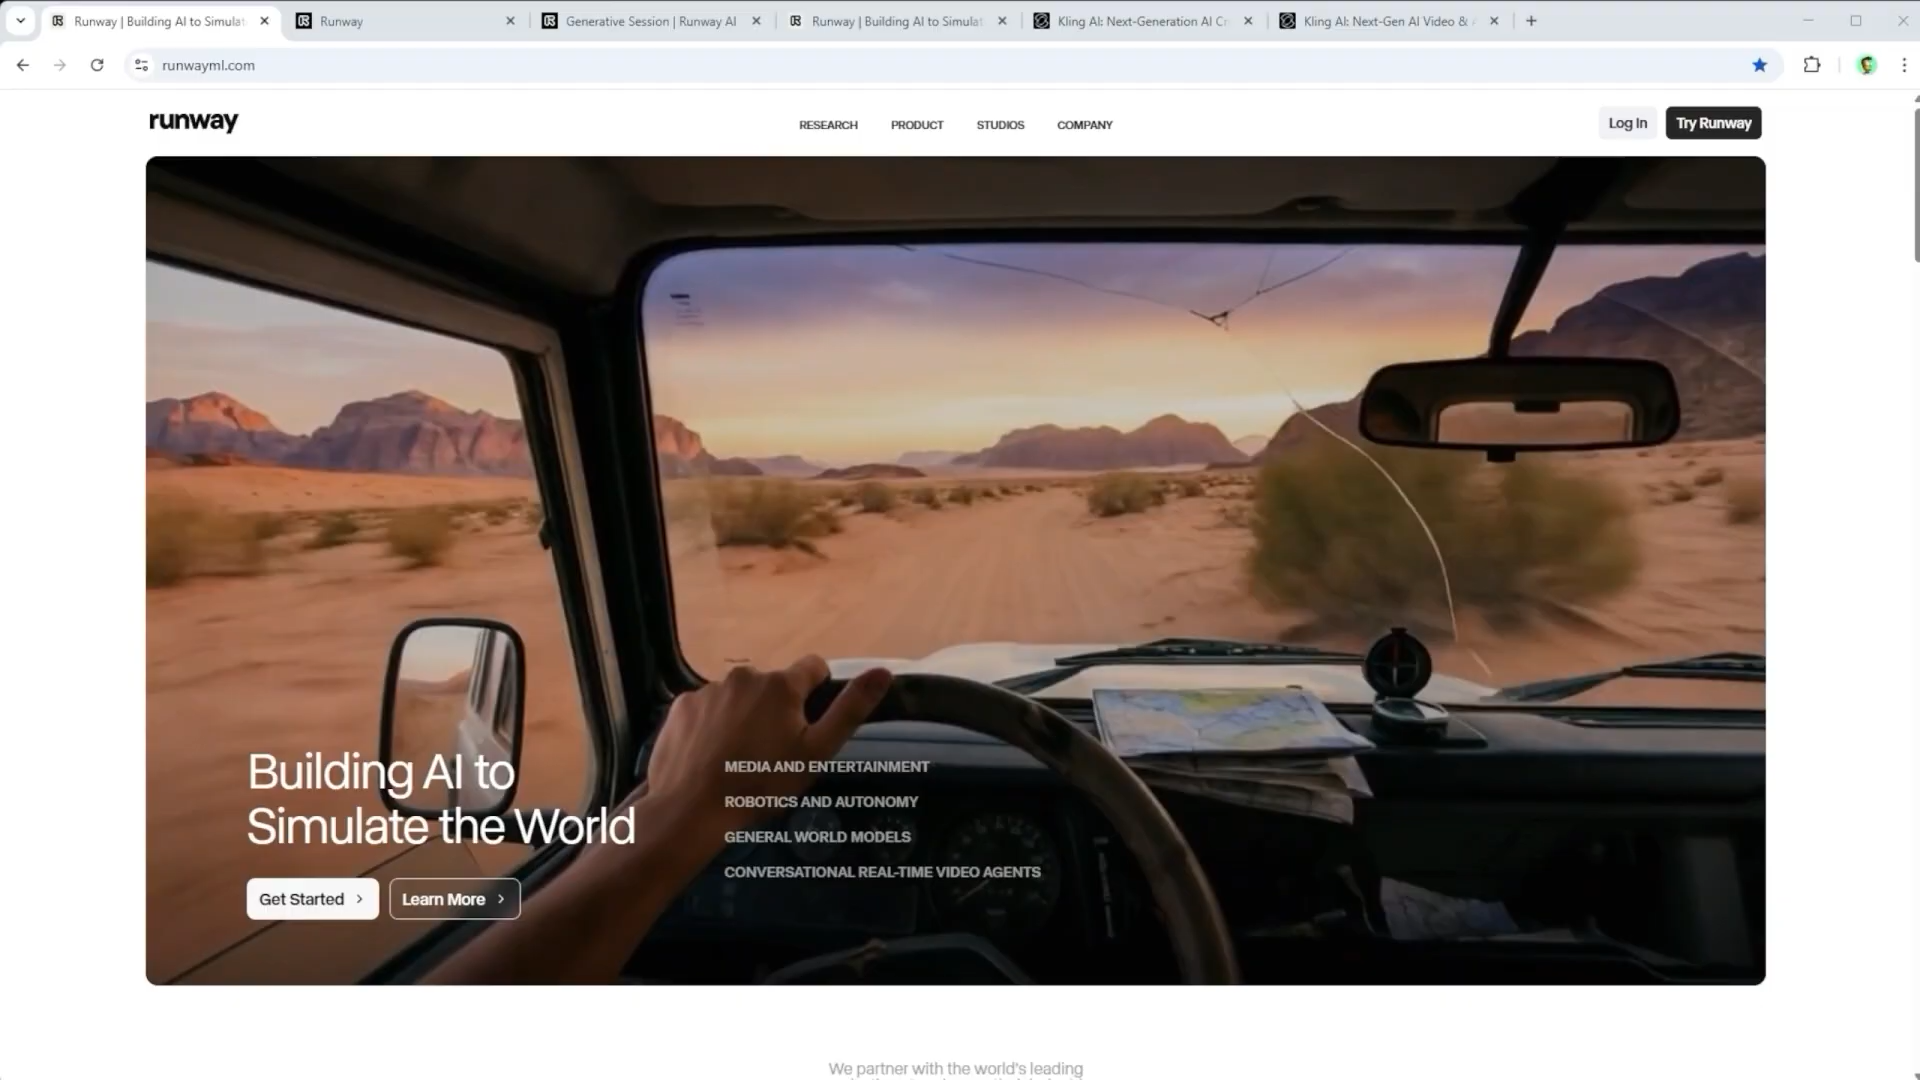 Runway | Building AI to Simulat
Runway
Generative Session | Runway AI
Runway | Building AI to Simulat
Kling AI: Next-Generation AI Cr
Kling AI: Next-Gen AI Video &
runwayml.com
runway
RESEARCH
PRODUCT
STUDIOS
COMPANY
Log In
Try Runway
Building AI to
Simulate the World
Get Started
Learn More
MEDIA AND ENTERTAINMENT
ROBOTICS AND AUTONOMY
GENERAL WORLD MODELS
CONVERSATIONAL REAL-TIME VIDEO AGENTS
We partner with the world's leading